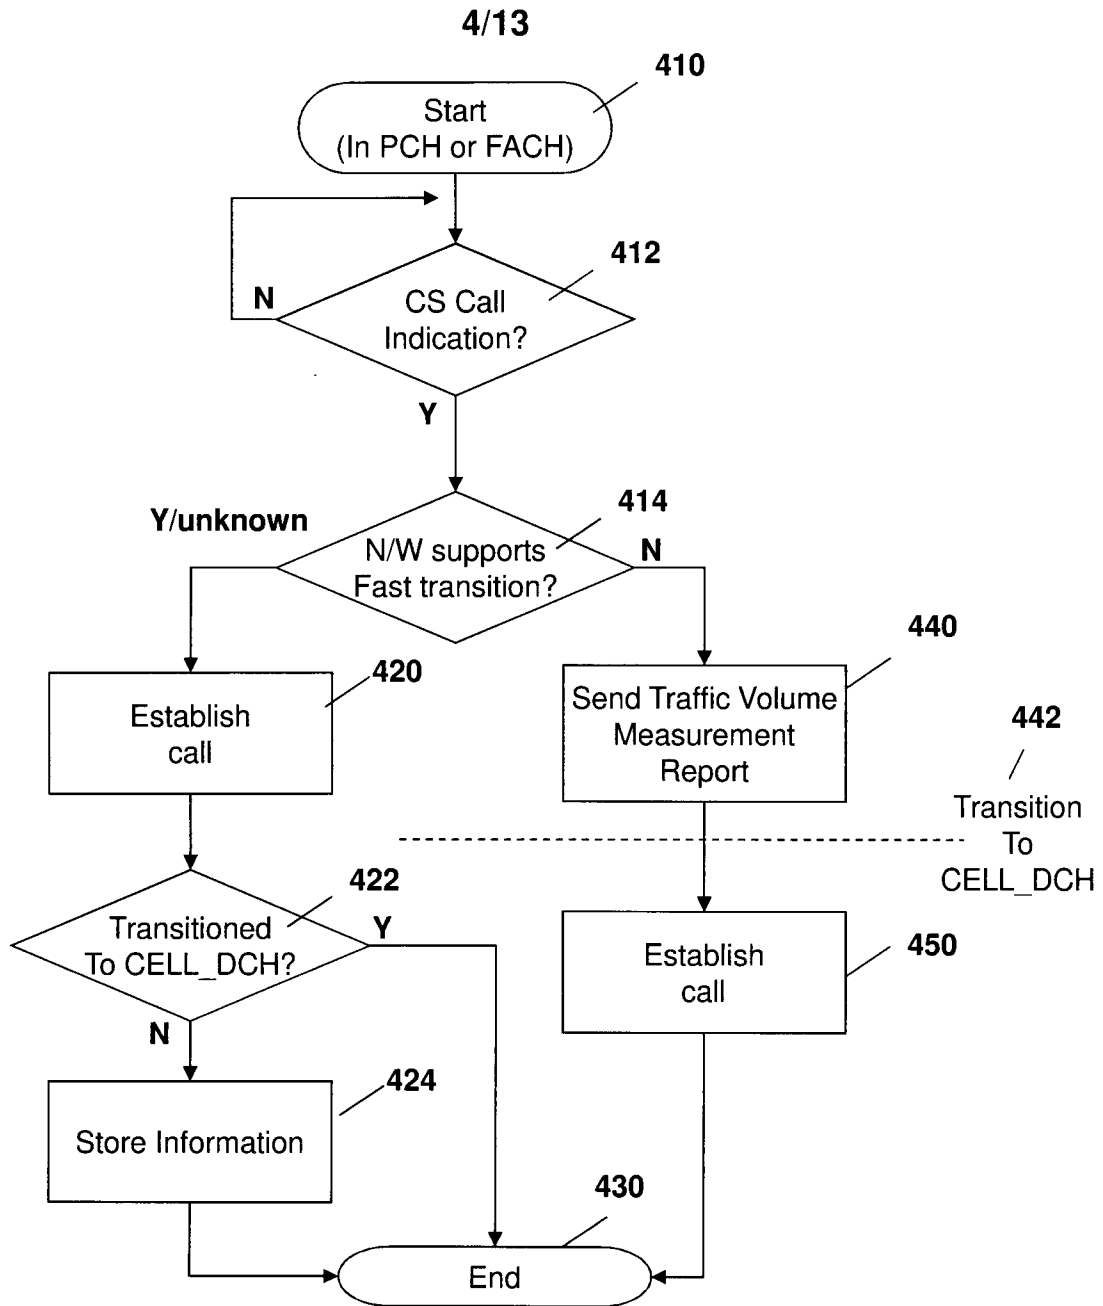 4/13
410
Start
(In PCH or FACH)
412
N
CS Call
Indication?
Y
Y/unknown
414
N/W supports
Fast transition?
N
440
420
Establish
call
Send Traffic Volume
Measurement
Report
442
Transition
To
CELL_DCH
422
Transitioned
To CELL_DCH?
Y
N
Establish
call
450
424
Store Information
430
End